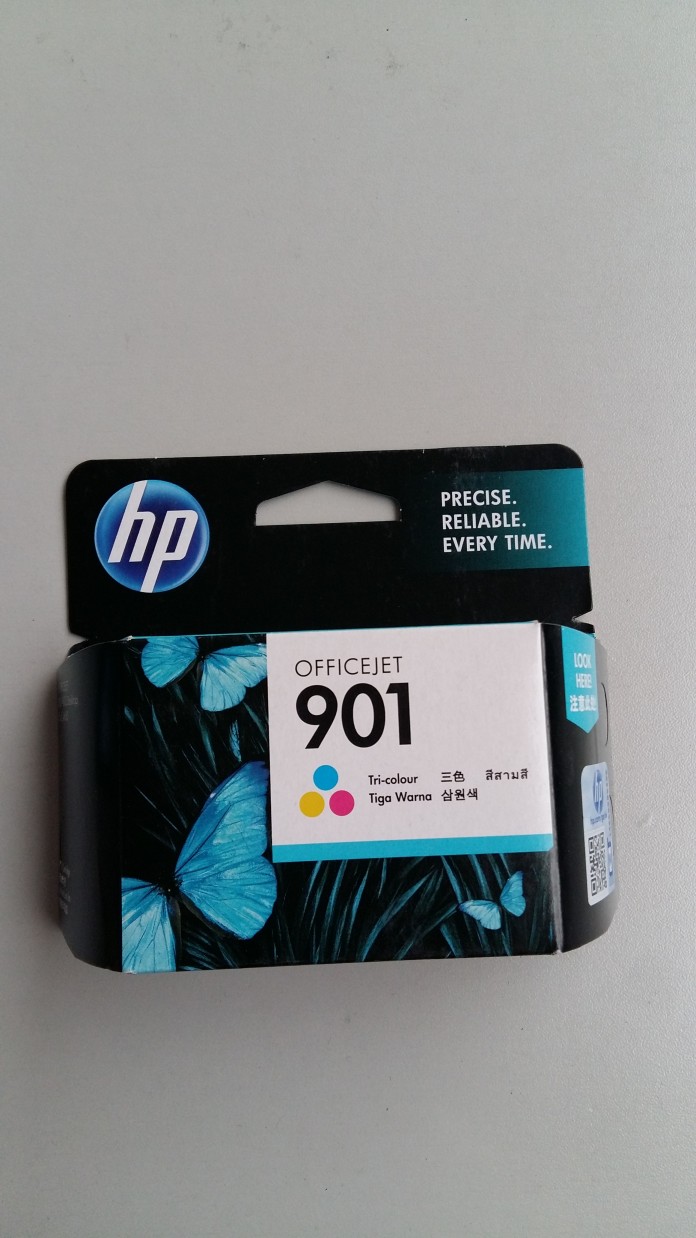 hp
PRECISE.
RELIABLE.
EVERY TIME.
OFFICEJET
901
Tri-colour 三色 สีสามสี
Tiga Warna 삼원색
LOOK
HERE!
hp